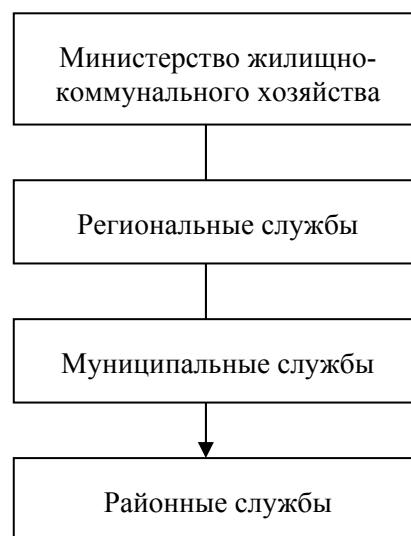 Министерство жилищно-
коммунального хозяйства
Региональные службы
Муниципальные службы
Районные службы